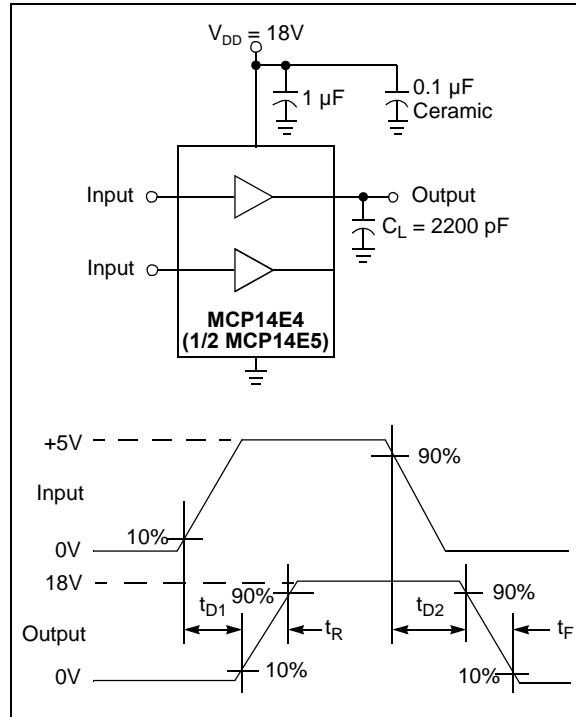 V_DD = 18V
1 µF
0.1 µF
Ceramic
Input
Output
C_L = 2200 pF
Input
MCP14E4
(1/2 MCP14E5)
+5V
90%
Input
10%
0V
18V
t_D1
90%
t_R
t_D2
90%
t_F
Output
0V
10%
10%